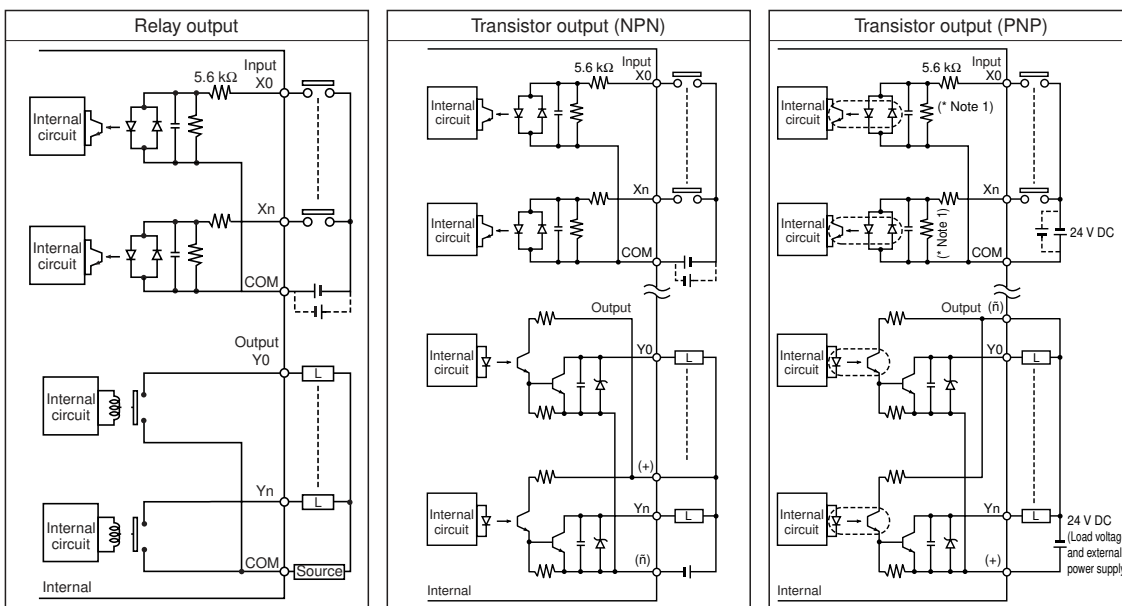 Relay output
Input
X0
5.6 kΩ
Internal
circuit
Xn
Internal
circuit
COM
Output
Y0
L
Internal
circuit
Yn
L
Internal
circuit
COM
Source
Internal
Transistor output (NPN)
Input
X0
5.6 kΩ
Internal
circuit
Xn
Internal
circuit
COM
Output
Y0
L
Internal
circuit
(+)
Internal
circuit
Yn
L
(ñ)
Internal
Transistor output (PNP)
Input
X0
5.6 kΩ
(* Note 1)
Internal
circuit
Xn
Internal
circuit
(* Note 1)
24 V DC
COM
Output
(ñ)
Y0
L
Internal
circuit
Internal
circuit
Yn
L
24 V DC
(Load voltag
and external
power supply
(+)
Internal